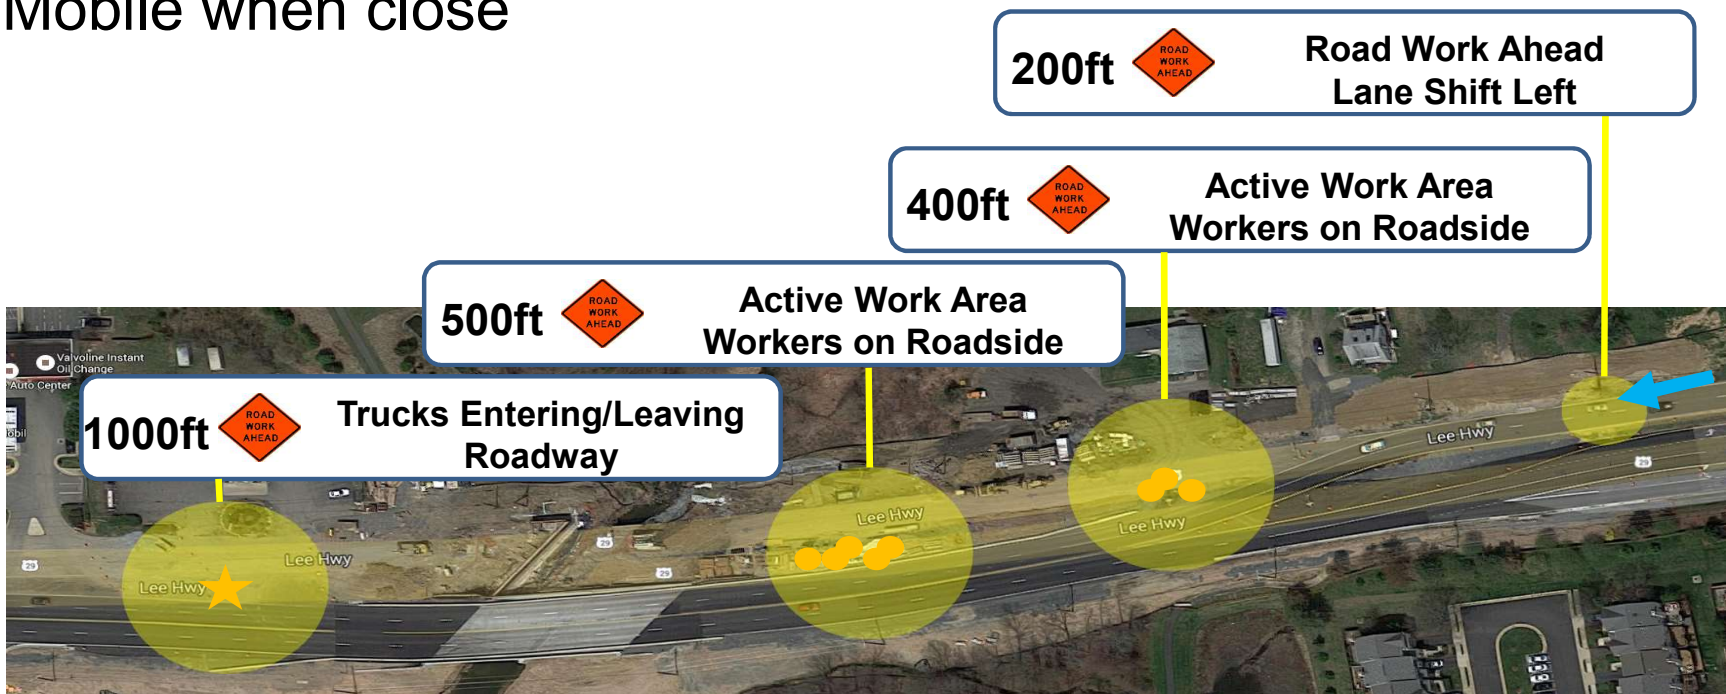 Mobile when close
200ft
ROAD
WORK
AHEAD
Road Work Ahead
Lane Shift Left
400ft
ROAD
WORK
AHEAD
Active Work Area
Workers on Roadside
500ft
ROAD
WORK
AHEAD
Active Work Area
Workers on Roadside
1000ft
ROAD
WORK
AHEAD
Trucks Entering/Leaving
Roadway
Valvoline Instant
Oil Change
Auto Center
obil
Lee Hwy
29
Lee Hwy
Lee Hwy
29
Lee Hwy
29
Lee Hwy
29